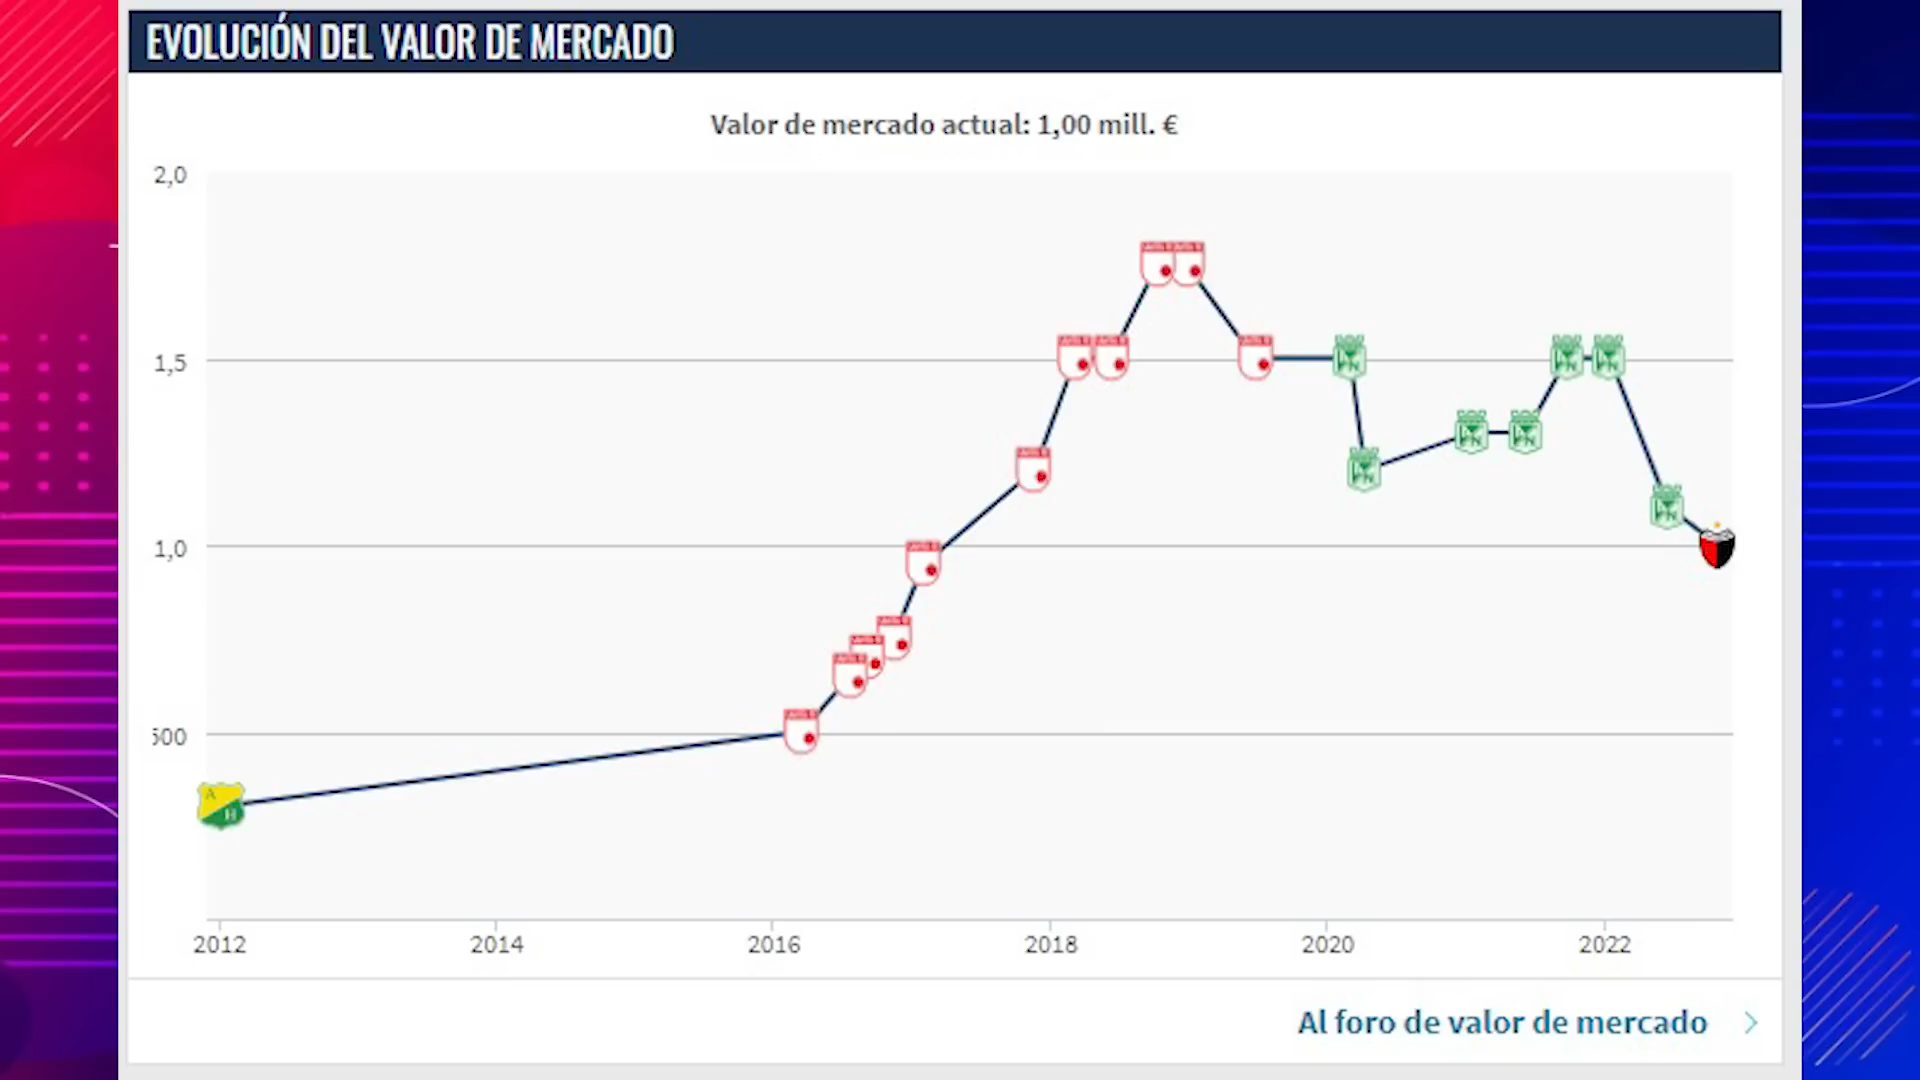 EVOLUCIÓN DEL VALOR DE MERCADO
Valor de mercado actual: 1,00 mill. €
2,0
1,5
1,0
500
2012
2014
2016
2018
2020
2022
A
H
Al foro de valor de mercado